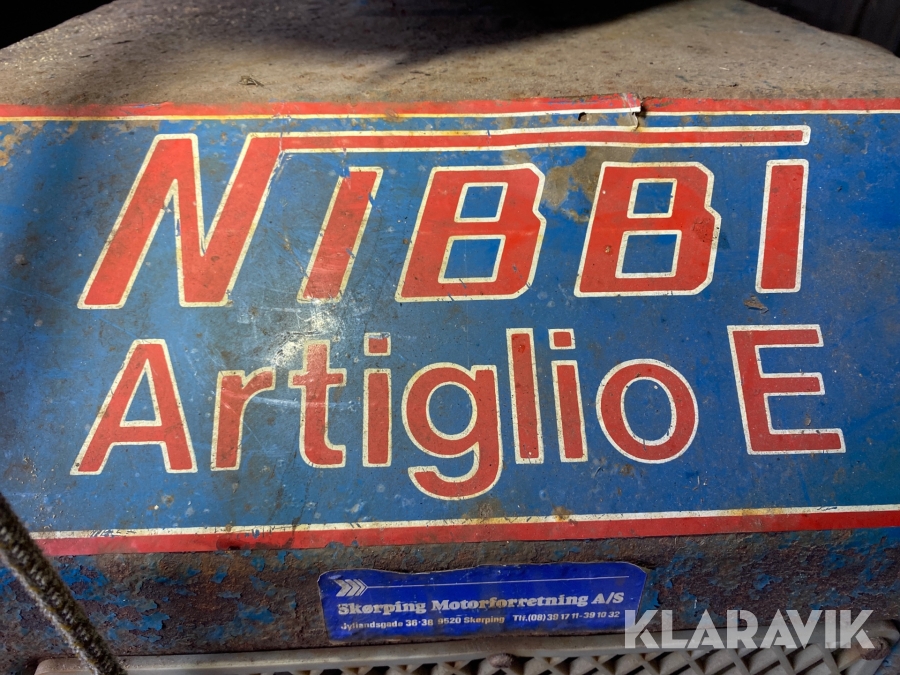 NIBBI
Artiglio E
Skørping Motorforretning A/S
Jyllandsgade 36-38 9520 Skørping Tlf. (08) 39 17 11-39 10 32
KLARAVIK